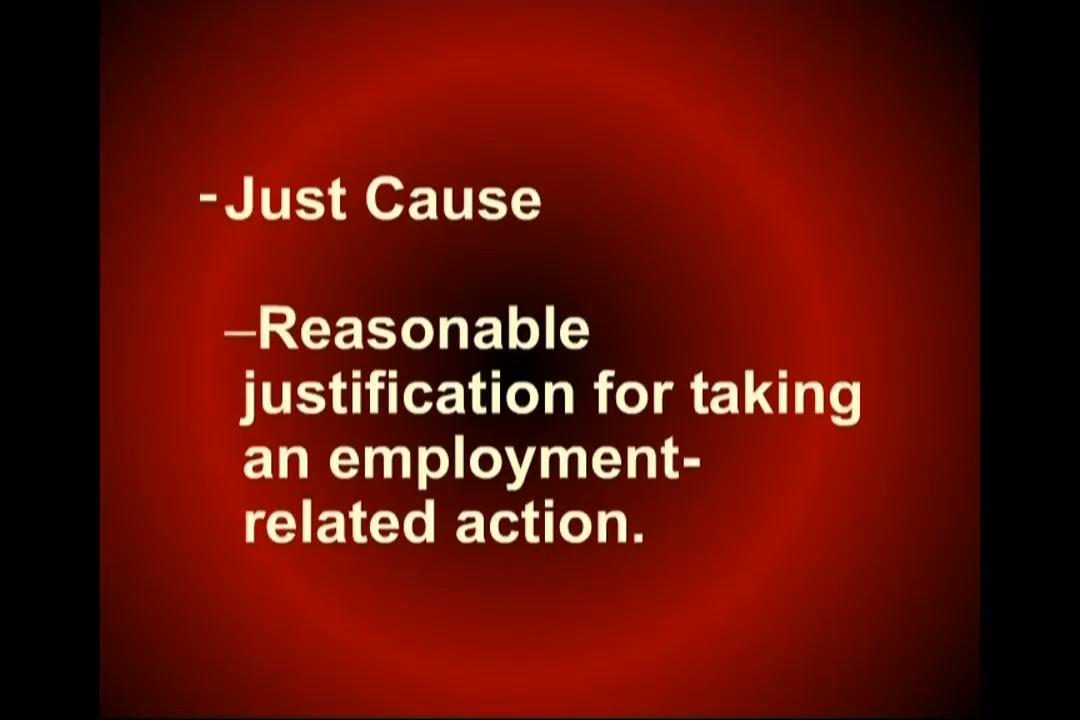 -Just Cause
–Reasonable
justification for taking
an employment-
related action.